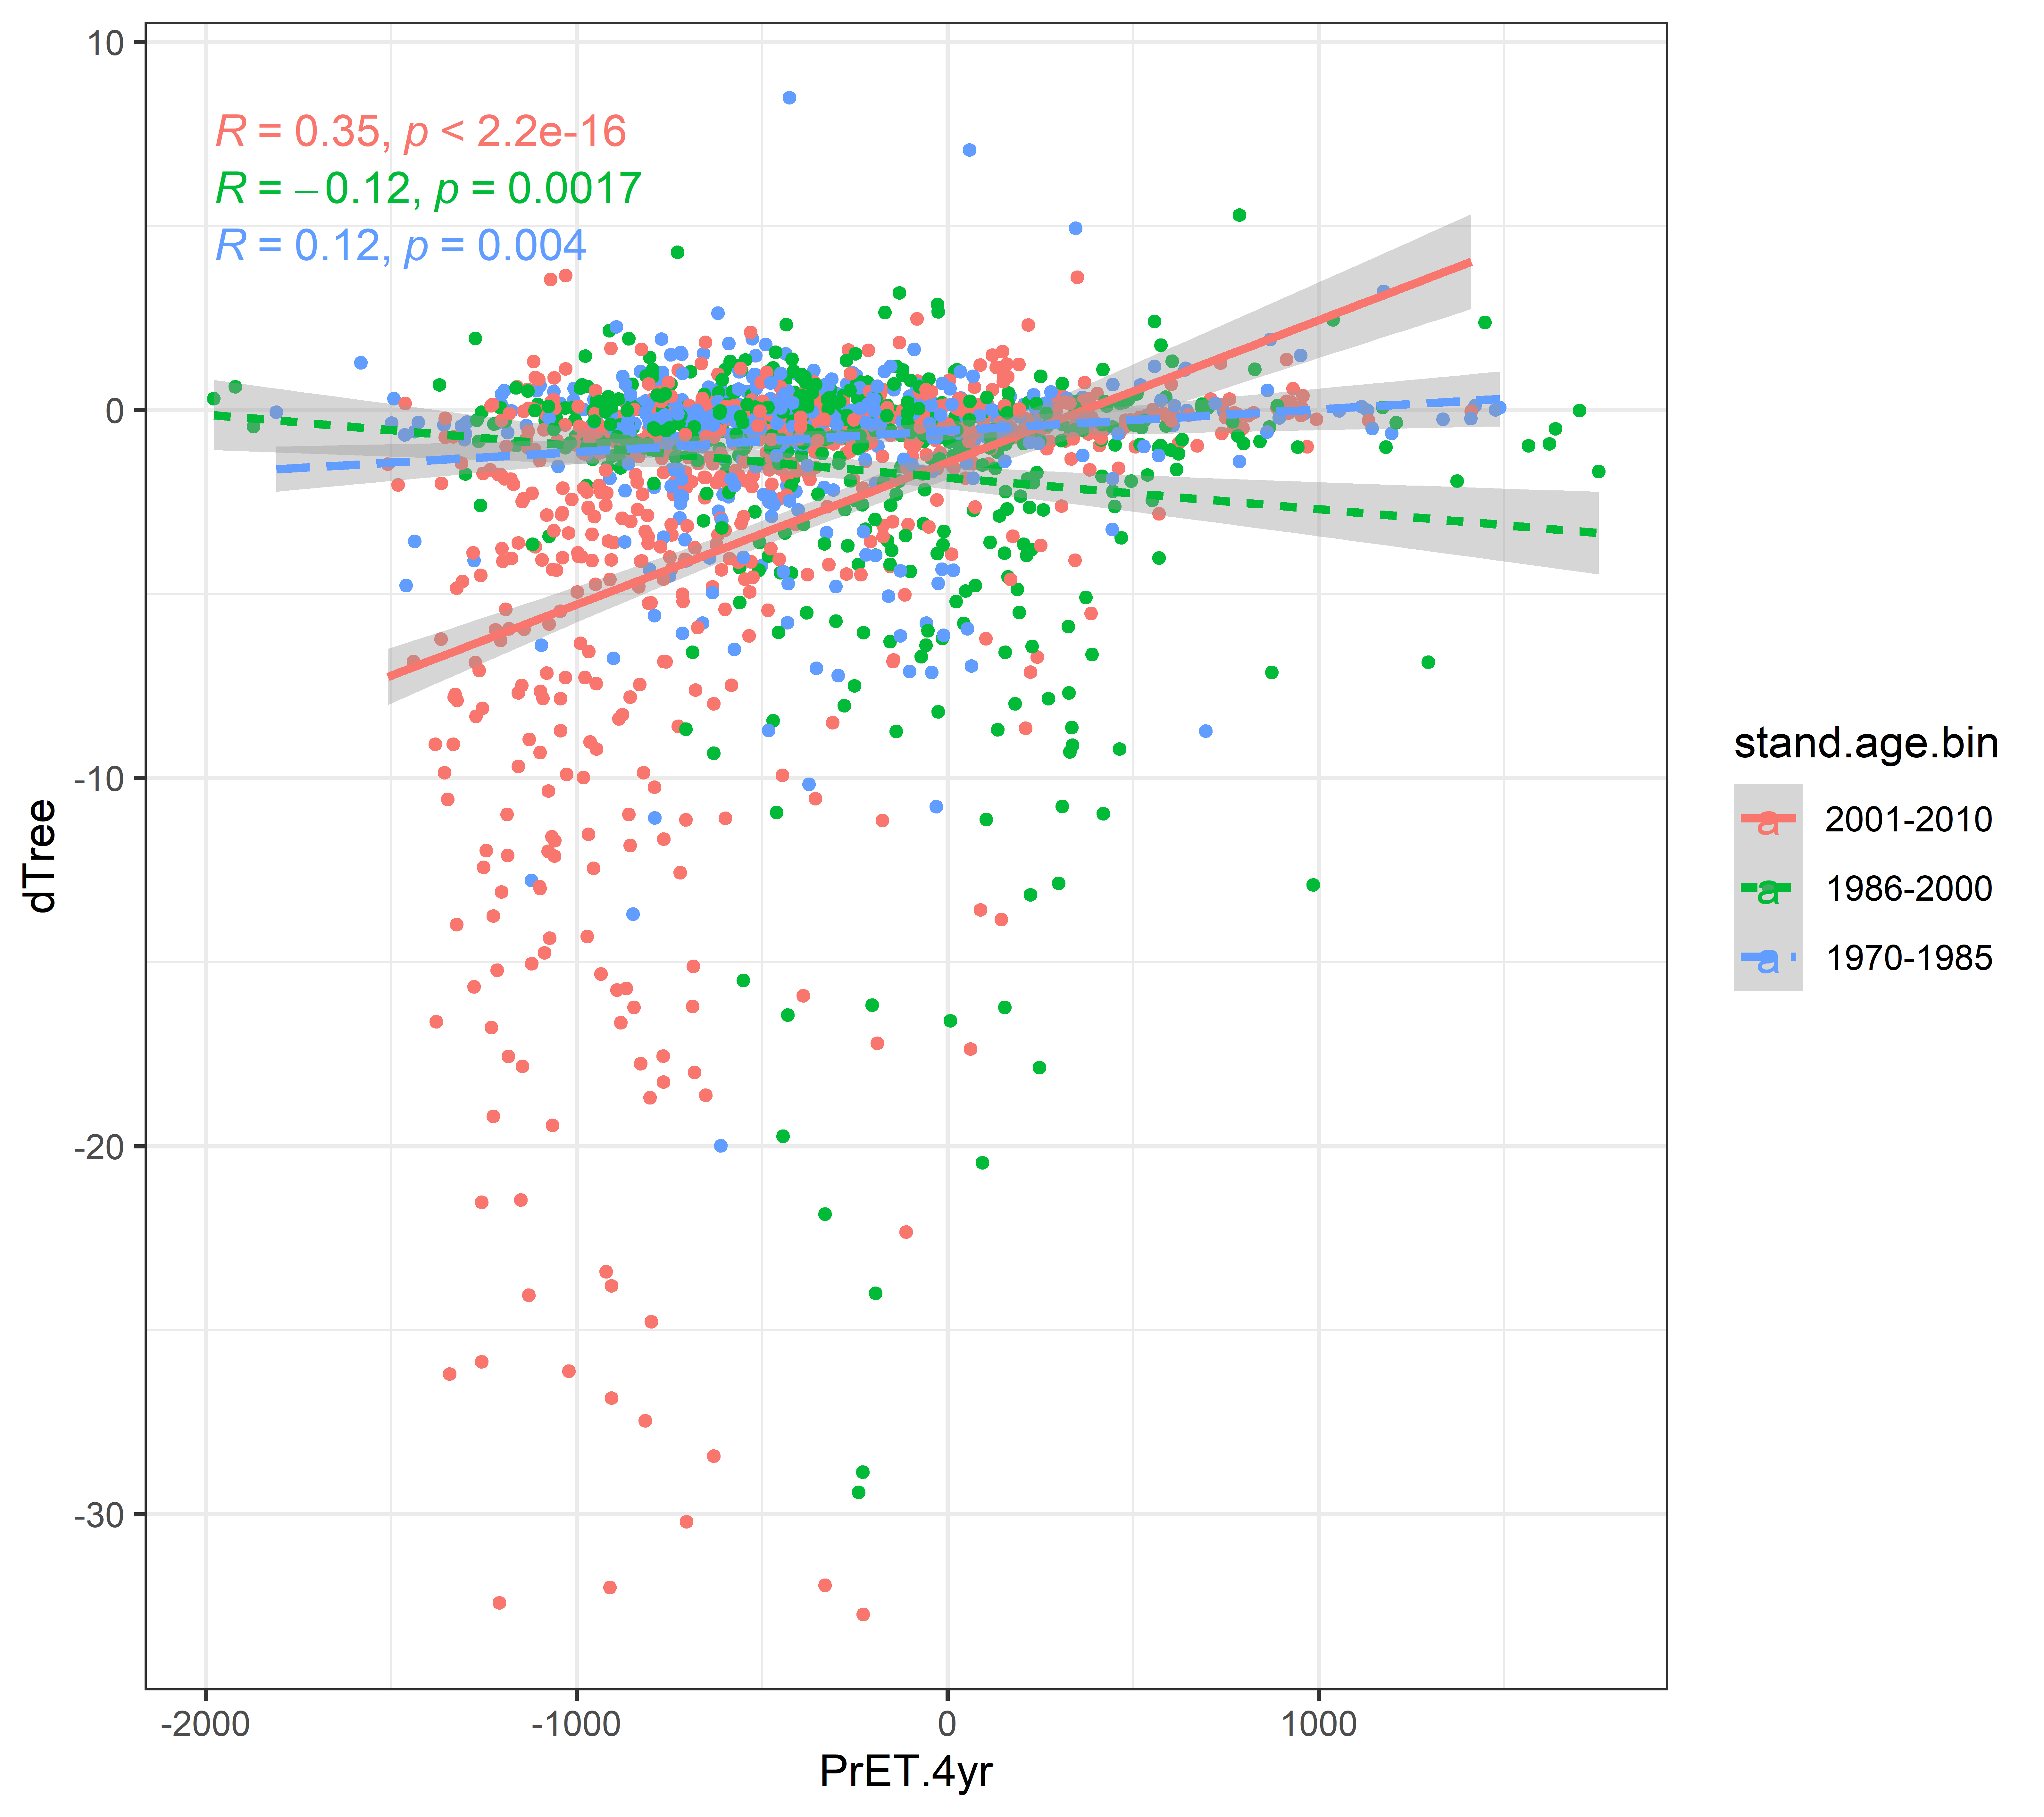 R = 0.35, p < 2.2e-16
R = −0.12, p = 0.0017
R = 0.12, p = 0.004
10
0
-10
-20
-30
dTree
-2000
-1000
0
1000
PrET.4yr
stand.age.bin
a 2001-2010
a 1986-2000
a 1970-1985